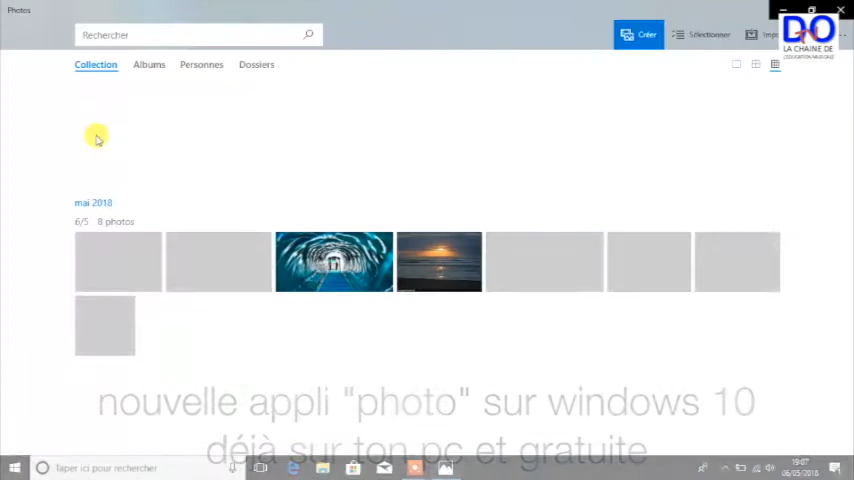 Photos
Rechercher
Créer
Sélectionner
DO
LA CHAINE DE
L'EDUCATION MUSICALE
Collection
Albums
Personnes
Dossiers
mai 2018
6/5 8 photos
nouvelle appli "photo" sur windows 10
déjà sur ton pc et gratuite
Taper ici pour rechercher
19:07
06/05/2018